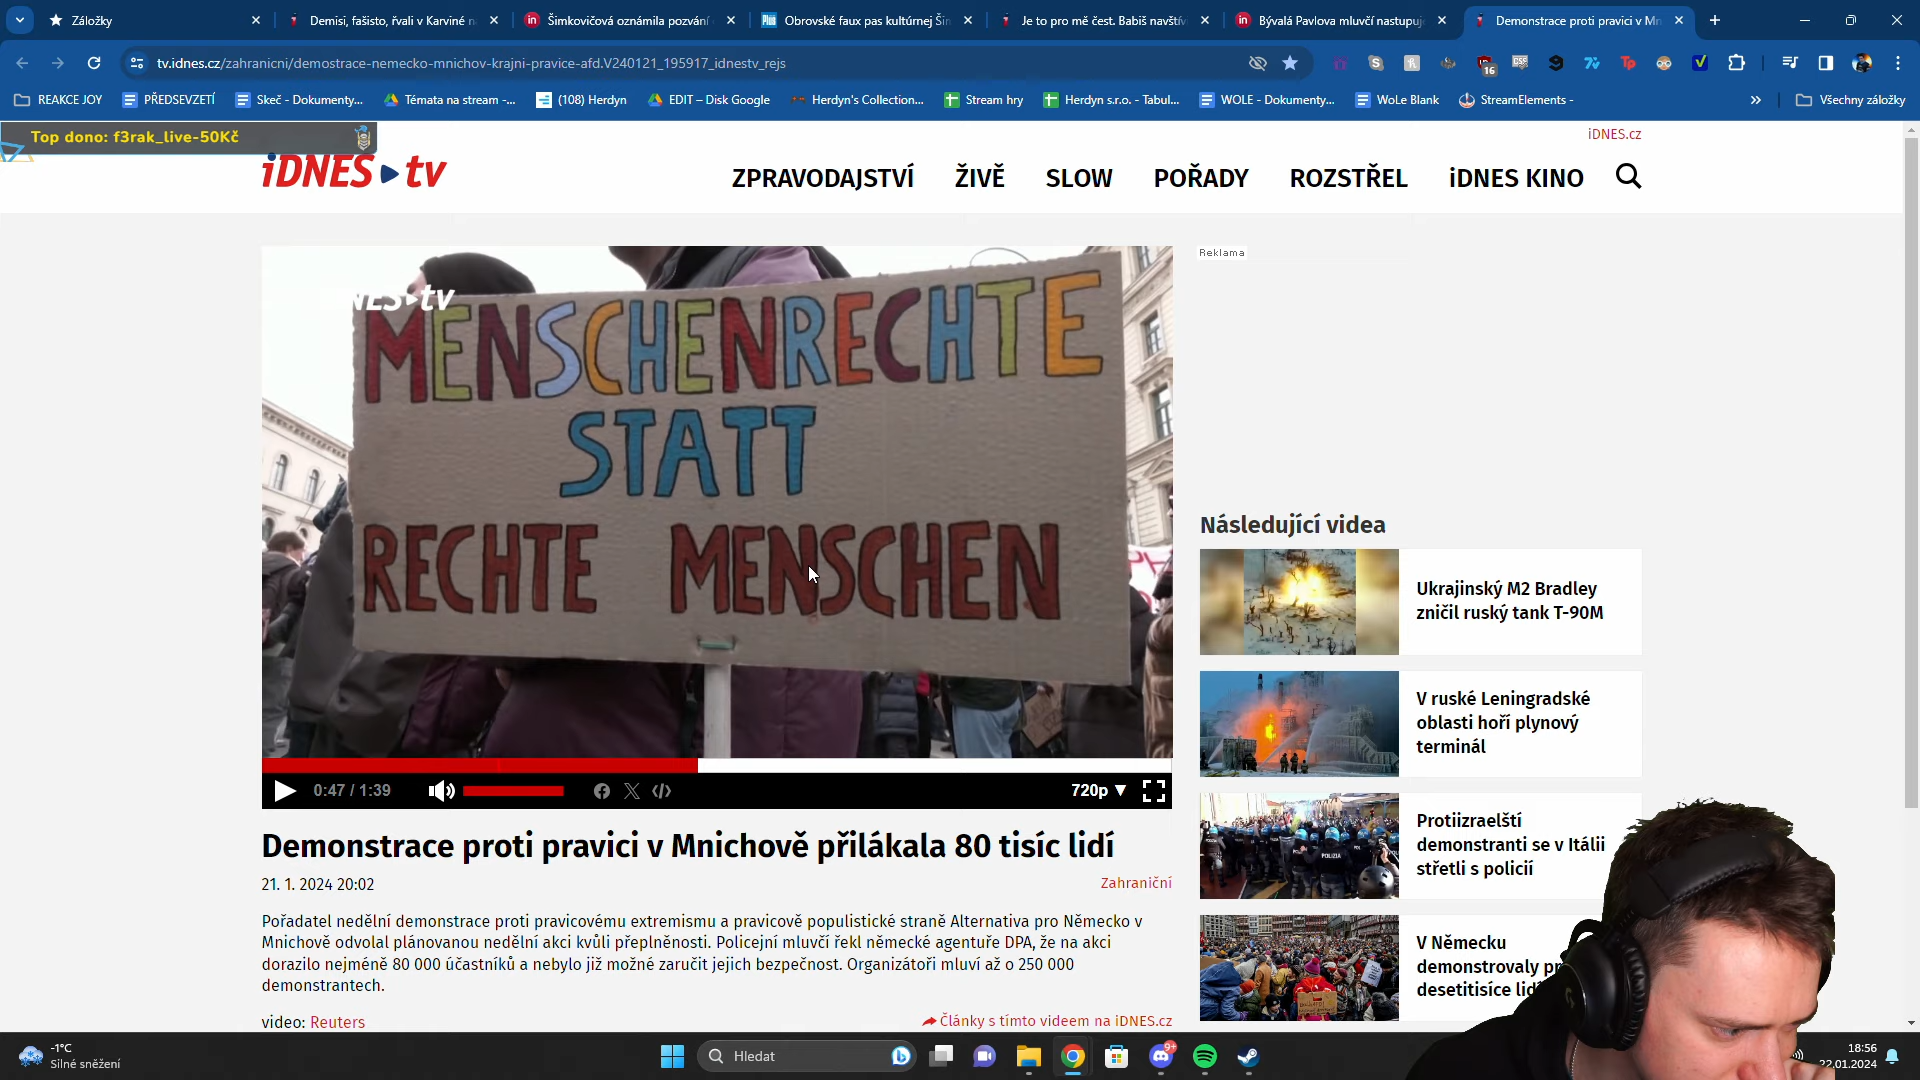 Záložky
Demisi, fašisto, řvali v Karviné n
Šimkovičová oznámila pozvání
Obrovské faux pas kultúrnej Šin
Je to pro mě čest. Babiš navštív
Bývalá Pavlova mluvčí nastupuj
Demonstrace proti pravici v Mn
tv.idnes.cz/zahranicni/demostrace-nemecko-mnichov-krajni-pravice-afd.V240121_195917_idnestv_rejs
16
REAKCE JOY
PŘEDSEVZETÍ
Skeč - Dokumenty...
Témata na stream -...
(108) Herdyn
EDIT – Disk Google
Herdyn's Collection...
Stream hry
Herdyn s.r.o. - Tabul...
WOLE - Dokumenty...
WoLe Blank
StreamElements -
Všechny záložky
Top dono: f3rak_live-50Kč
iDNES.cz
iDNES tv
ZPRAVODAJSTVÍ
ŽIVĚ
SLOW
POŘADY
ROZSTŘEL
iDNES KINO
Reklama
MENSCHENRECHTE
STATT
RECHTE MENSCHEN
0:47 / 1:39
720p
Demonstrace proti pravici v Mnichově přilákala 80 tisíc lidí
21. 1. 2024 20:02
Zahraniční
Pořadatel nedělní demonstrace proti pravicovému extremismu a pravicově populistické straně Alternativa pro Německo v
Mnichově odvolal plánovanou nedělní akci kvůli přeplněnosti. Policejní mluvčí řekl německé agentuře DPA, že na akci
dorazilo nejméně 80 000 účastníků a nebylo již možné zaručit jejich bezpečnost. Organizátoři mluví až o 250 000
demonstrantech.
video: Reuters
Články s tímto videem na iDNES.cz
Následující videa
Ukrajinský M2 Bradley
zničil ruský tank T-90M
V ruské Leningradské
oblasti hoří plynový
terminál
Protiizraelští
demonstranti se v Itálii
střetli s policií
POLIZIA
V Německu
demonstrovaly
desetitisíce
-1°C
Silné sněžení
Hledat
9+
18:56
22.01.2024